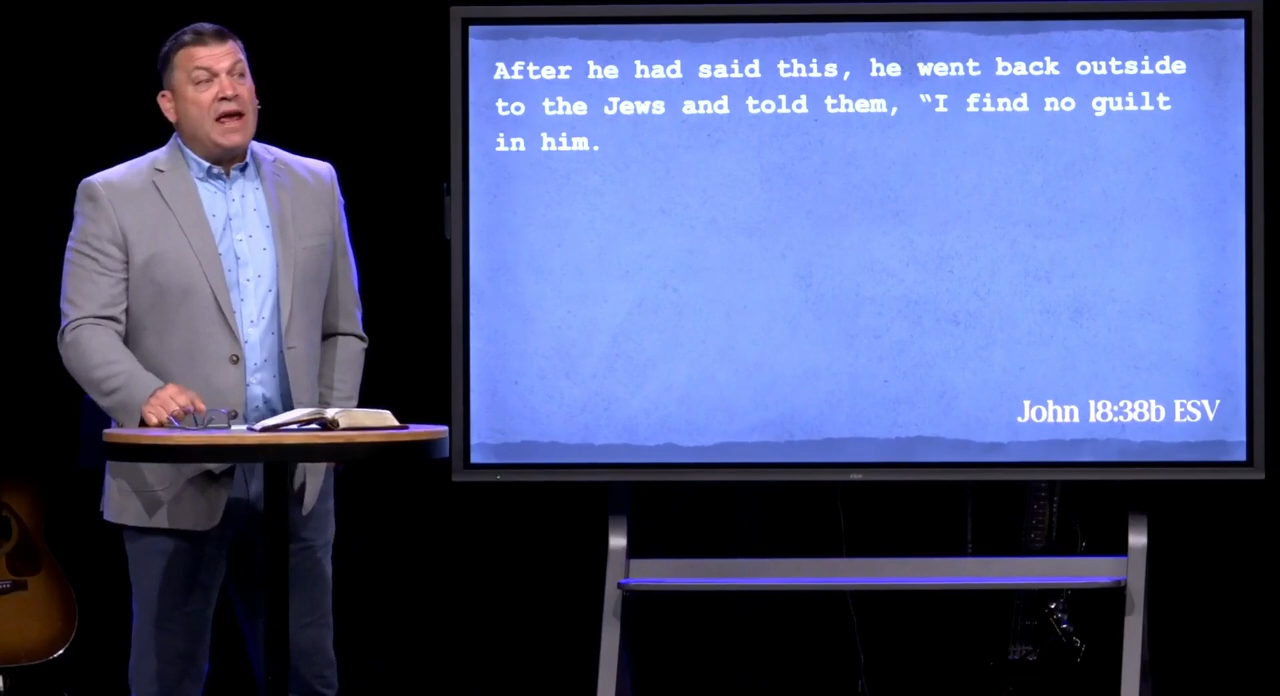 After he had said this, he went back outside
to the Jews and told them, “I find no guilt
in him.
John 18:38b ESV